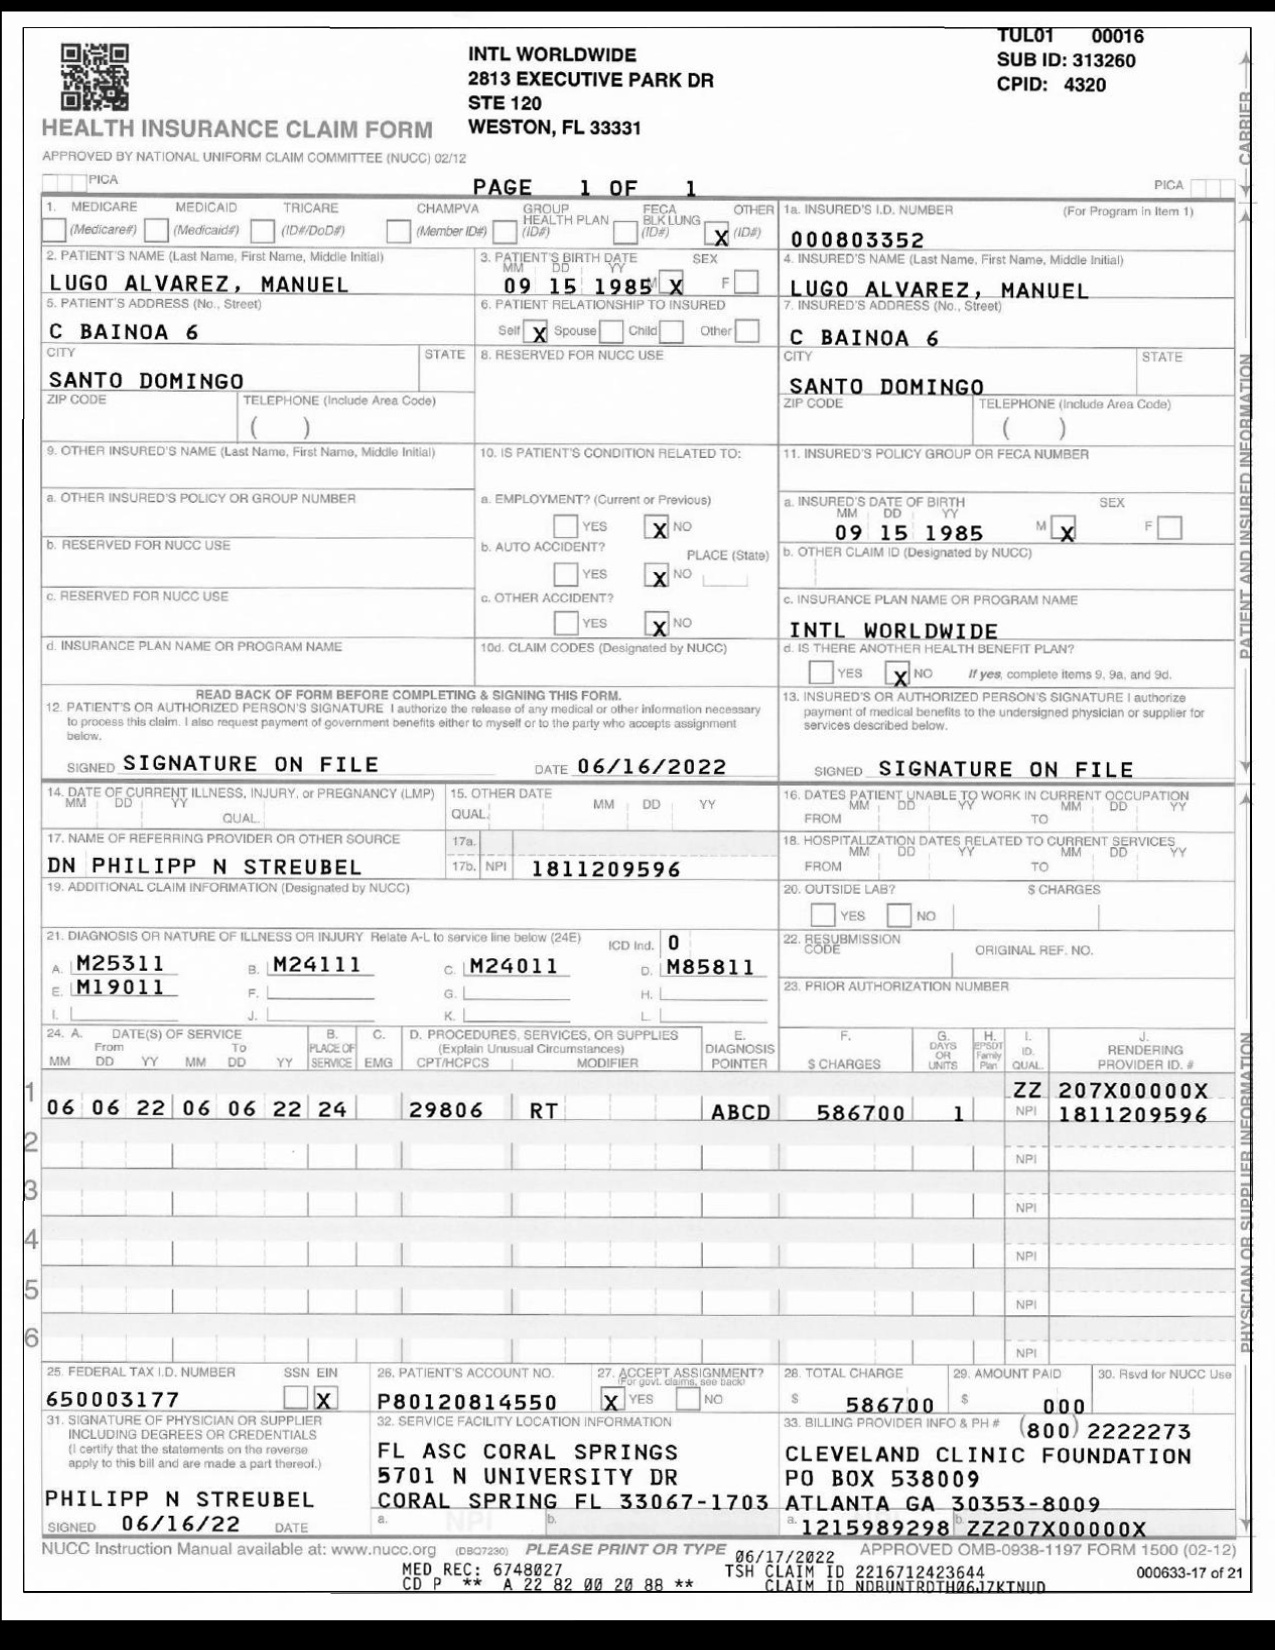 TUL01 00016
INTL WORLDWIDE
SUB ID: 313260
2813 EXECUTIVE PARK DR
CPID: 4320
STE 120
WESTON, FL 33331
HEALTH INSURANCE CLAIM FORM
APPROVED BY NATIONAL UNIFORM CLAIM COMMITTEE (NUCC) 02/12
CARRIER
PICA
PAGE 1 OF 1
PICA
1. MEDICARE MEDICAID TRICARE CHAMPVA GROUP HEALTH PLAN FECA BLK LUNG OTHER
(Medicare#) (Medicaid#) (ID#/DoD#) (Member ID#) (ID#) (ID#) X (ID#)
1a. INSURED'S I.D. NUMBER (For Program in Item 1)
000803352
2. PATIENT'S NAME (Last Name, First Name, Middle Initial)
LUGO ALVAREZ, MANUEL
3. PATIENT'S BIRTH DATE SEX
MM DD YY
09 15 1985 M X F
4. INSURED'S NAME (Last Name, First Name, Middle Initial)
LUGO ALVAREZ, MANUEL
5. PATIENT'S ADDRESS (No., Street)
C BAINOA 6
6. PATIENT RELATIONSHIP TO INSURED
Self X Spouse Child Other
7. INSURED'S ADDRESS (No., Street)
C BAINOA 6
CITY STATE
SANTO DOMINGO
8. RESERVED FOR NUCC USE
CITY STATE
SANTO DOMINGO
ZIP CODE TELEPHONE (Include Area Code)
( )
ZIP CODE TELEPHONE (Include Area Code)
( )
9. OTHER INSURED'S NAME (Last Name, First Name, Middle Initial)
10. IS PATIENT'S CONDITION RELATED TO:
11. INSURED'S POLICY GROUP OR FECA NUMBER
a. OTHER INSURED'S POLICY OR GROUP NUMBER
a. EMPLOYMENT? (Current or Previous)
YES X NO
a. INSURED'S DATE OF BIRTH SEX
MM DD YY
09 15 1985 M X F
b. RESERVED FOR NUCC USE
b. AUTO ACCIDENT? PLACE (State)
YES X NO
b. OTHER CLAIM ID (Designated by NUCC)
c. RESERVED FOR NUCC USE
c. OTHER ACCIDENT?
YES X NO
c. INSURANCE PLAN NAME OR PROGRAM NAME
INTL WORLDWIDE
d. INSURANCE PLAN NAME OR PROGRAM NAME
10d. CLAIM CODES (Designated by NUCC)
d. IS THERE ANOTHER HEALTH BENEFIT PLAN?
YES X NO If yes, complete items 9, 9a, and 9d.
PATIENT AND INSURED INFORMATION
READ BACK OF FORM BEFORE COMPLETING & SIGNING THIS FORM.
12. PATIENT'S OR AUTHORIZED PERSON'S SIGNATURE I authorize the release of any medical or other information necessary
to process this claim. I also request payment of government benefits either to myself or to the party who accepts assignment
below.
SIGNED SIGNATURE ON FILE DATE 06/16/2022
13. INSURED'S OR AUTHORIZED PERSON'S SIGNATURE I authorize
payment of medical benefits to the undersigned physician or supplier for
services described below.
SIGNED SIGNATURE ON FILE
14. DATE OF CURRENT ILLNESS, INJURY, or PREGNANCY (LMP)
MM DD YY
QUAL.
15. OTHER DATE
QUAL. MM DD YY
16. DATES PATIENT UNABLE TO WORK IN CURRENT OCCUPATION
MM DD YY MM DD YY
FROM TO
17. NAME OF REFERRING PROVIDER OR OTHER SOURCE
DN PHILIPP N STREUBEL
17a.
17b. NPI 1811209596
18. HOSPITALIZATION DATES RELATED TO CURRENT SERVICES
MM DD YY MM DD YY
FROM TO
19. ADDITIONAL CLAIM INFORMATION (Designated by NUCC)
20. OUTSIDE LAB? $ CHARGES
YES NO
21. DIAGNOSIS OR NATURE OF ILLNESS OR INJURY Relate A-L to service line below (24E) ICD Ind. 0
A. M25311 B. M24111 C. M24011 D. M85811
E. M19011 F. G. H.
I. J. K. L.
22. RESUBMISSION
CODE ORIGINAL REF. NO.
23. PRIOR AUTHORIZATION NUMBER
24. A. DATE(S) OF SERVICE B. C. D. PROCEDURES, SERVICES, OR SUPPLIES E. F. G. H. I. J.
From To PLACE OF (Explain Unusual Circumstances) DIAGNOSIS DAYS OR UNITS EPSDT Family Plan ID. RENDERING
MM DD YY MM DD YY SERVICE EMG CPT/HCPCS MODIFIER POINTER $ CHARGES QUAL. PROVIDER ID. #
ZZ 207X00000X
1 06 06 22 06 06 22 24 29806 RT ABCD 586700 1 NPI 1811209596
2 NPI
3 NPI
4 NPI
5 NPI
6 NPI
PHYSICIAN OR SUPPLIER INFORMATION
25. FEDERAL TAX I.D. NUMBER SSN EIN
650003177 X
26. PATIENT'S ACCOUNT NO.
P80120814550
27. ACCEPT ASSIGNMENT?
(For govt. claims, see back)
X YES NO
28. TOTAL CHARGE
$ 586700
29. AMOUNT PAID
$ 000
30. Rsvd for NUCC Use
31. SIGNATURE OF PHYSICIAN OR SUPPLIER
INCLUDING DEGREES OR CREDENTIALS
(I certify that the statements on the reverse
apply to this bill and are made a part thereof.)
PHILIPP N STREUBEL
SIGNED 06/16/22 DATE
32. SERVICE FACILITY LOCATION INFORMATION
FL ASC CORAL SPRINGS
5701 N UNIVERSITY DR
CORAL SPRING FL 33067-1703
a. NPI b.
33. BILLING PROVIDER INFO & PH # (800) 2222273
CLEVELAND CLINIC FOUNDATION
PO BOX 538009
ATLANTA GA 30353-8009
a. 1215989298 b. ZZ207X00000X
NUCC Instruction Manual available at: www.nucc.org (DBQ7230) PLEASE PRINT OR TYPE APPROVED OMB-0938-1197 FORM 1500 (02-12)
06/17/2022
MED REC: 6748027 TSH CLAIM ID 2216712423644 000633-17 of 21
CD P ** A 22 82 00 20 88 ** CLAIM ID NDBUNTRDTH06J7KTNUD